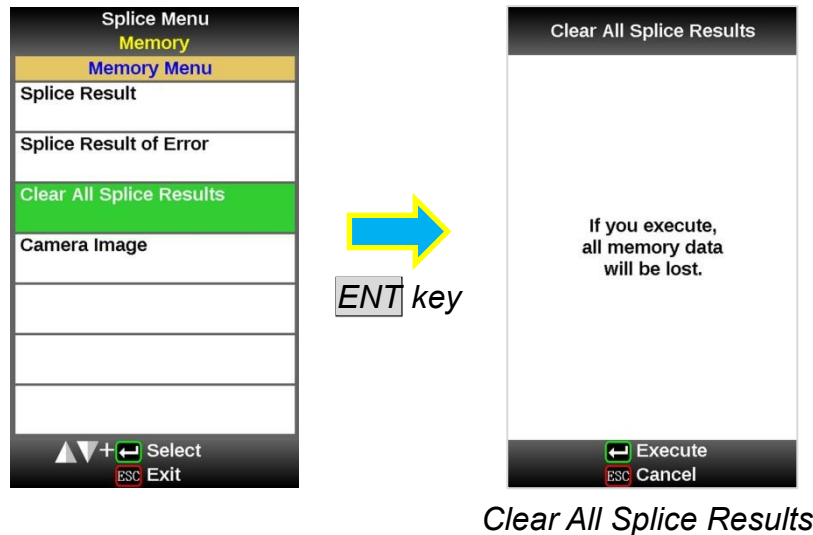 Splice Menu
Memory
Memory Menu
Splice Result
Splice Result of Error
Clear All Splice Results
Camera Image
+ Select
ESC Exit
ENT key
Clear All Splice Results
If you execute,
all memory data
will be lost.
Execute
ESC Cancel
Clear All Splice Results